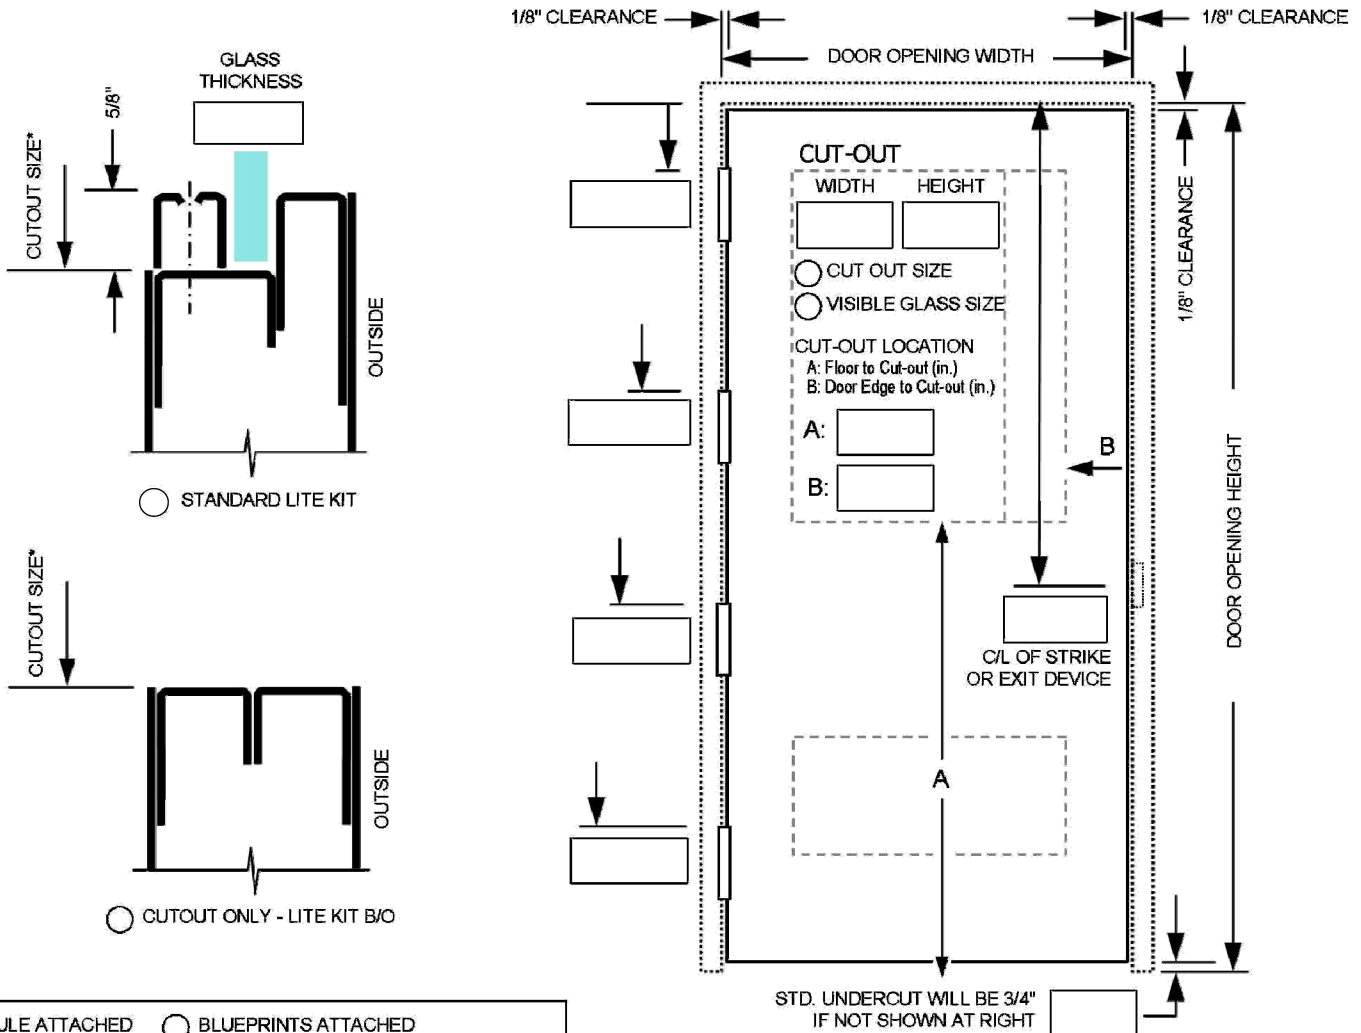 1/8" CLEARANCE
1/8" CLEARANCE
DOOR OPENING WIDTH
GLASS
THICKNESS
5/8"
CUTOUT SIZE*
OUTSIDE
STANDARD LITE KIT
CUT-OUT
WIDTH HEIGHT
CUT OUT SIZE
VISIBLE GLASS SIZE
CUT-OUT LOCATION
A: Floor to Cut-out (in.)
B: Door Edge to Cut-out (in.)
A:
B:
B
1/8" CLEARANCE
DOOR OPENING HEIGHT
C/L OF STRIKE
OR EXIT DEVICE
A
CUTOUT SIZE*
OUTSIDE
CUTOUT ONLY - LITE KIT B/O
STD. UNDERCUT WILL BE 3/4"
IF NOT SHOWN AT RIGHT
ATTACHED BLUEPRINTS ATTACHED